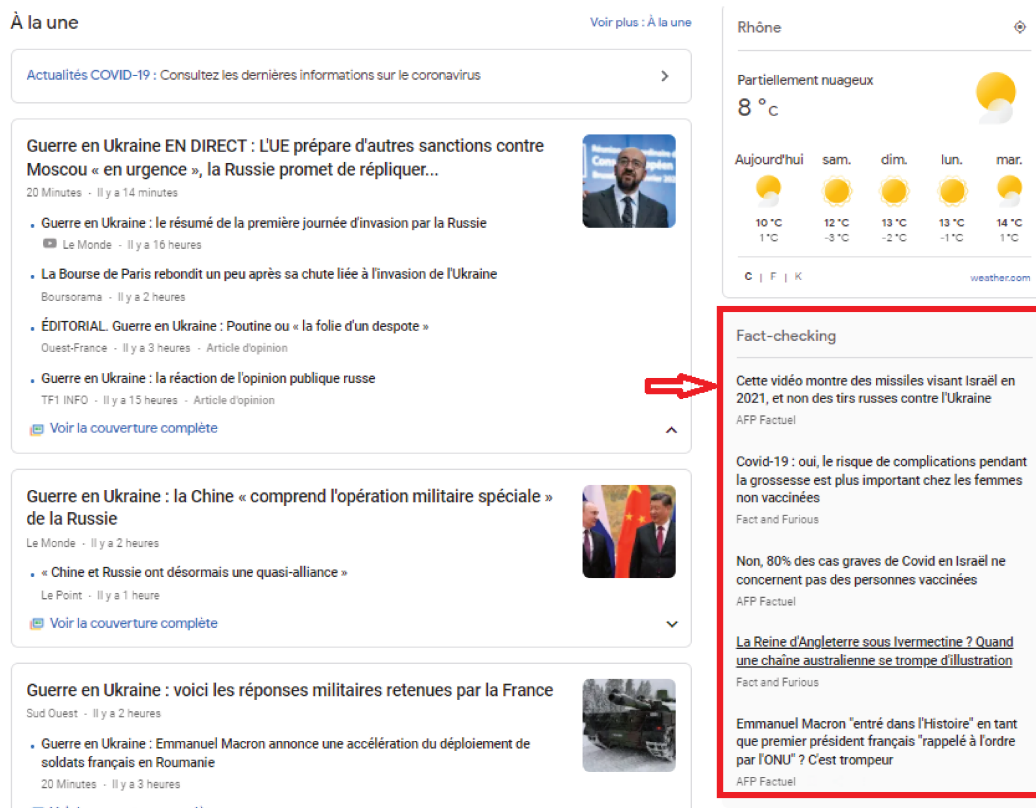 À la une
Voir plus : À la une
Actualités COVID-19 : Consultez les dernières informations sur le coronavirus
Guerre en Ukraine EN DIRECT : L'UE prépare d'autres sanctions contre
Moscou « en urgence », la Russie promet de répliquer...
20 Minutes · Il y a 14 minutes
Guerre en Ukraine : le résumé de la première journée d'invasion par la Russie
Le Monde · Il y a 16 heures
La Bourse de Paris rebondit un peu après sa chute liée à l'invasion de l'Ukraine
Boursorama · Il y a 2 heures
ÉDITORIAL. Guerre en Ukraine : Poutine ou « la folie d'un despote »
Ouest-France · Il y a 3 heures · Article d'opinion
Guerre en Ukraine : la réaction de l'opinion publique russe
TF1 INFO · Il y a 15 heures · Article d'opinion
Voir la couverture complète
Guerre en Ukraine : la Chine « comprend l'opération militaire spéciale »
de la Russie
Le Monde · Il y a 2 heures
« Chine et Russie ont désormais une quasi-alliance »
Le Point · Il y a 1 heure
Voir la couverture complète
Guerre en Ukraine : voici les réponses militaires retenues par la France
Sud Ouest · Il y a 2 heures
Guerre en Ukraine : Emmanuel Macron annonce une accélération du déploiement de
soldats français en Roumanie
20 Minutes · Il y a 3 heures
Rhône
Partiellement nuageux
8 °C
Aujourd'hui sam. dim. lun. mar.
10 °C 12 °C 13 °C 13 °C 14 °C
1 °C -3 °C -2 °C -1 °C 1 °C
C | F | K
weather.com
Fact-checking
Cette vidéo montre des missiles visant Israël en
2021, et non des tirs russes contre l'Ukraine
AFP Factuel
Covid-19 : oui, le risque de complications pendant
la grossesse est plus important chez les femmes
non vaccinées
Fact and Furious
Non, 80% des cas graves de Covid en Israël ne
concernent pas des personnes vaccinées
AFP Factuel
La Reine d'Angleterre sous Ivermectine ? Quand
une chaîne australienne se trompe d'illustration
Fact and Furious
Emmanuel Macron "entré dans l'Histoire" en tant
que premier président français "rappelé à l'ordre
par l'ONU" ? C'est trompeur
AFP Factuel